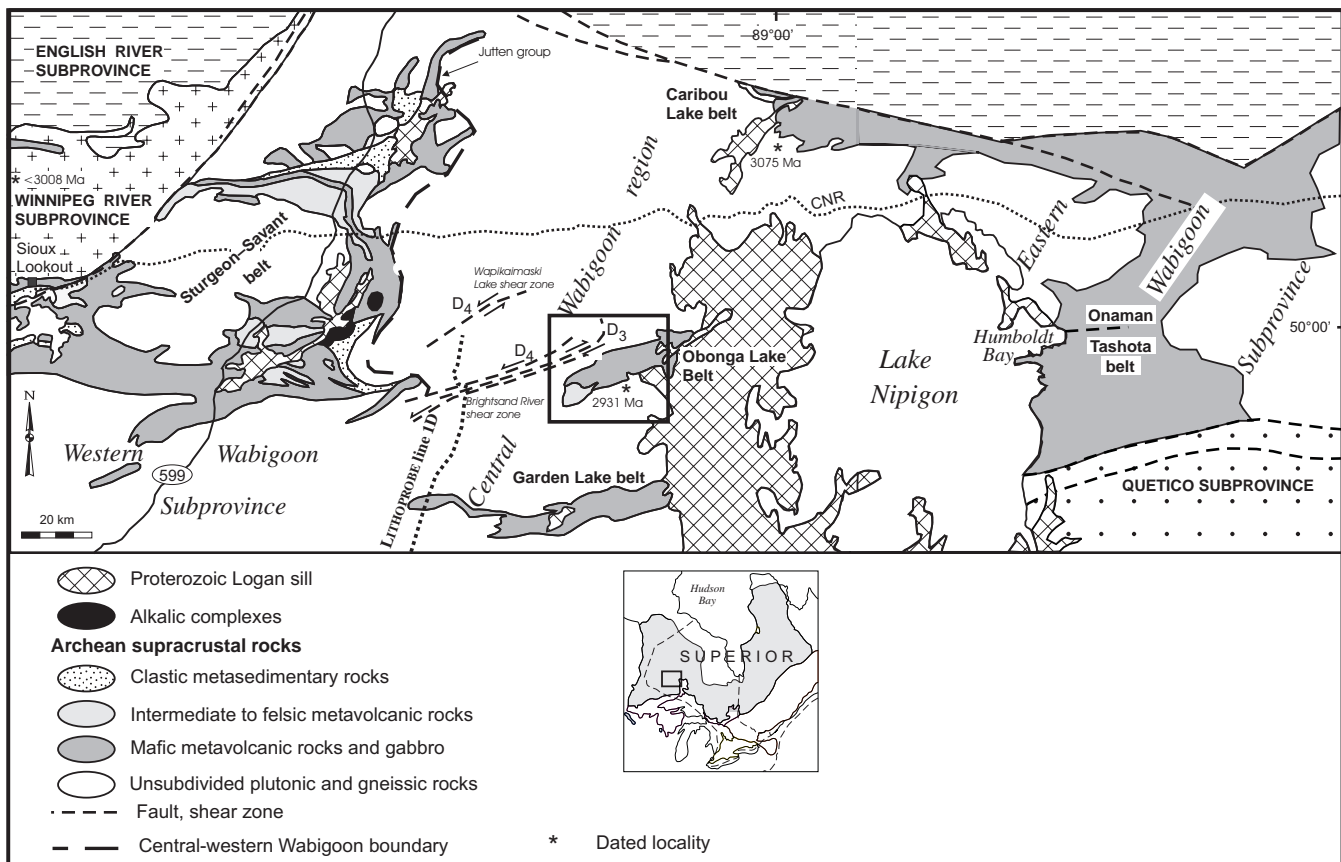 89°00'
ENGLISH RIVER
SUBPROVINCE
Jutten group
Caribou
Lake belt
* 3075 Ma
* <3008 Ma
WINNIPEG RIVER
SUBPROVINCE
Sioux
Lookout
Sturgeon–Savant
belt
region
Wabigoon
CNR
Eastern
Wabigoon
Subprovince
Wapikaimaski
Lake shear zone
D4
D3
D4
Obonga Lake
Belt
* 2931 Ma
Brightsand River
shear zone
Lake
Nipigon
Humboldt
Bay
Onaman
Tashota
belt
50°00'
N
Western Wabigoon
Subprovince
599
20 km
LITHOPROBE line 1D
Central
Garden Lake belt
QUETICO SUBPROVINCE
Proterozoic Logan sill
Alkalic complexes
Archean supracrustal rocks
Clastic metasedimentary rocks
Intermediate to felsic metavolcanic rocks
Mafic metavolcanic rocks and gabbro
Unsubdivided plutonic and gneissic rocks
Fault, shear zone
Central-western Wabigoon boundary
* Dated locality
Hudson
Bay
SUPERIOR